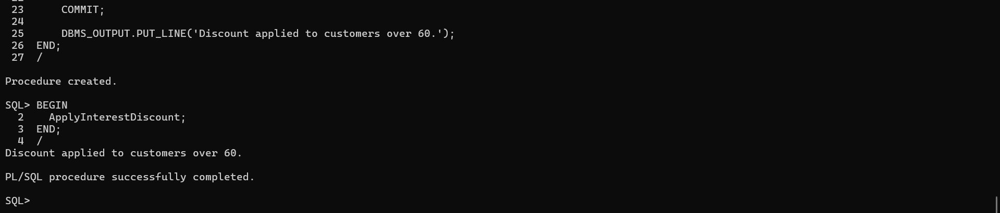 23      COMMIT;
24
25      DBMS_OUTPUT.PUT_LINE('Discount applied to customers over 60.');
26  END;
27  /
Procedure created.
SQL> BEGIN
2    ApplyInterestDiscount;
3  END;
4  /
Discount applied to customers over 60.
PL/SQL procedure successfully completed.
SQL>